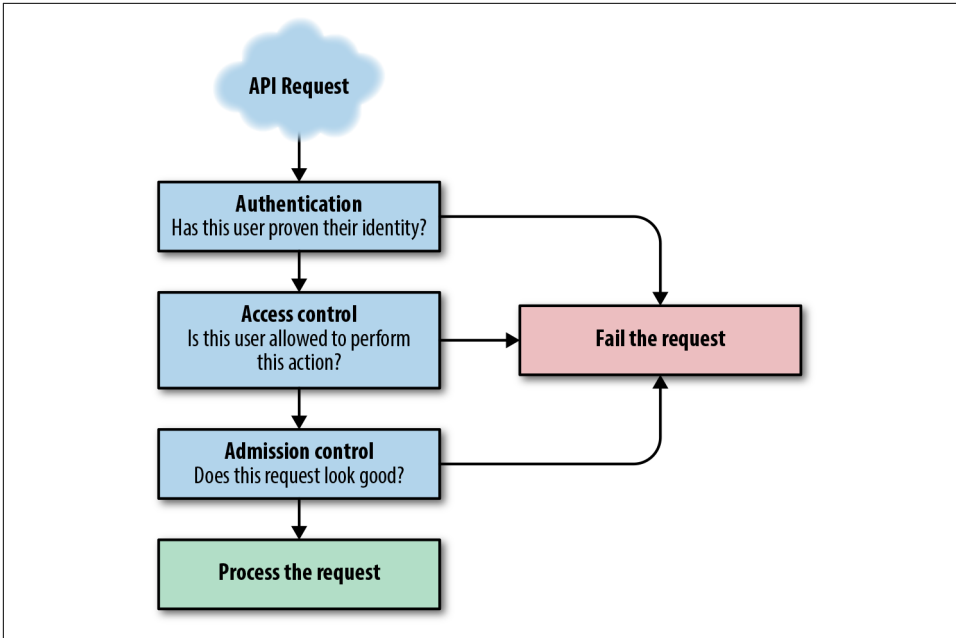 API Request
Authentication
Has this user proven their identity?
Access control
Is this user allowed to perform
this action?
Fail the request
Admission control
Does this request look good?
Process the request